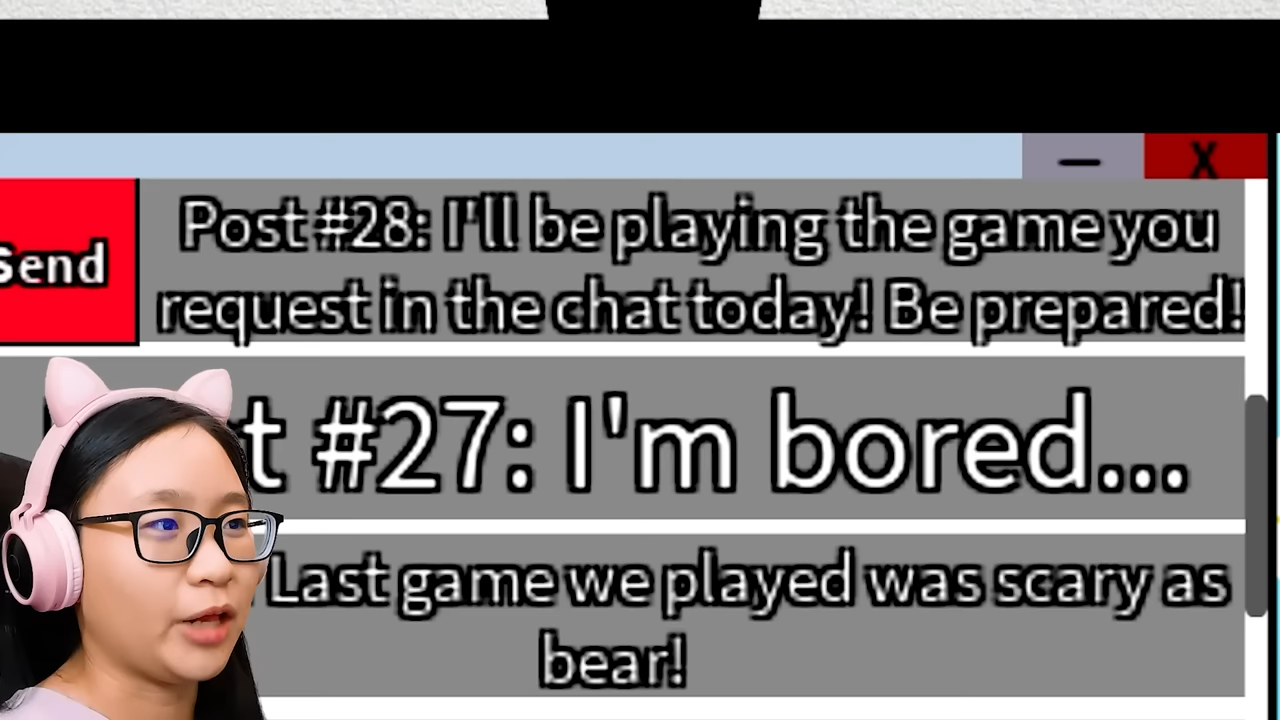 X
Send
Post #28: I'll be playing the game you
request in the chat today! Be prepared!
t #27: I'm bored...
Last game we played was scary as
bear!